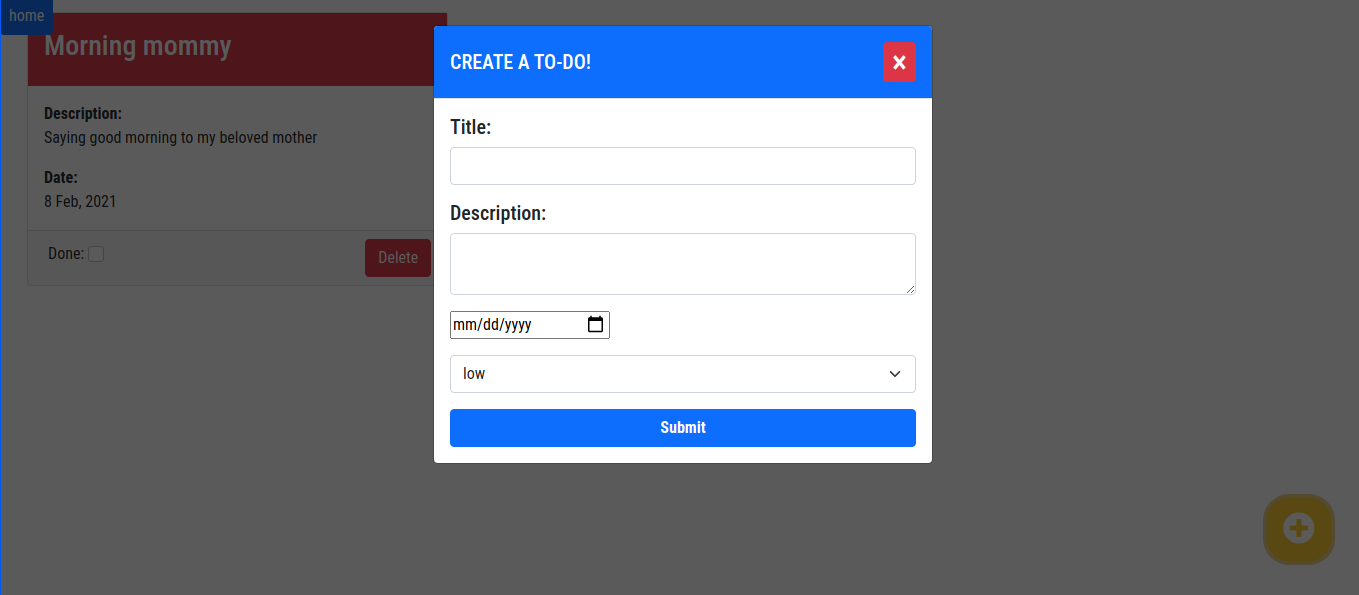 home
Morning mommy
Description:
Saying good morning to my beloved mother
Date:
8 Feb, 2021
Done:
Delete
CREATE A TO-DO!
Title:
Description:
mm/dd/yyyy
low
Submit